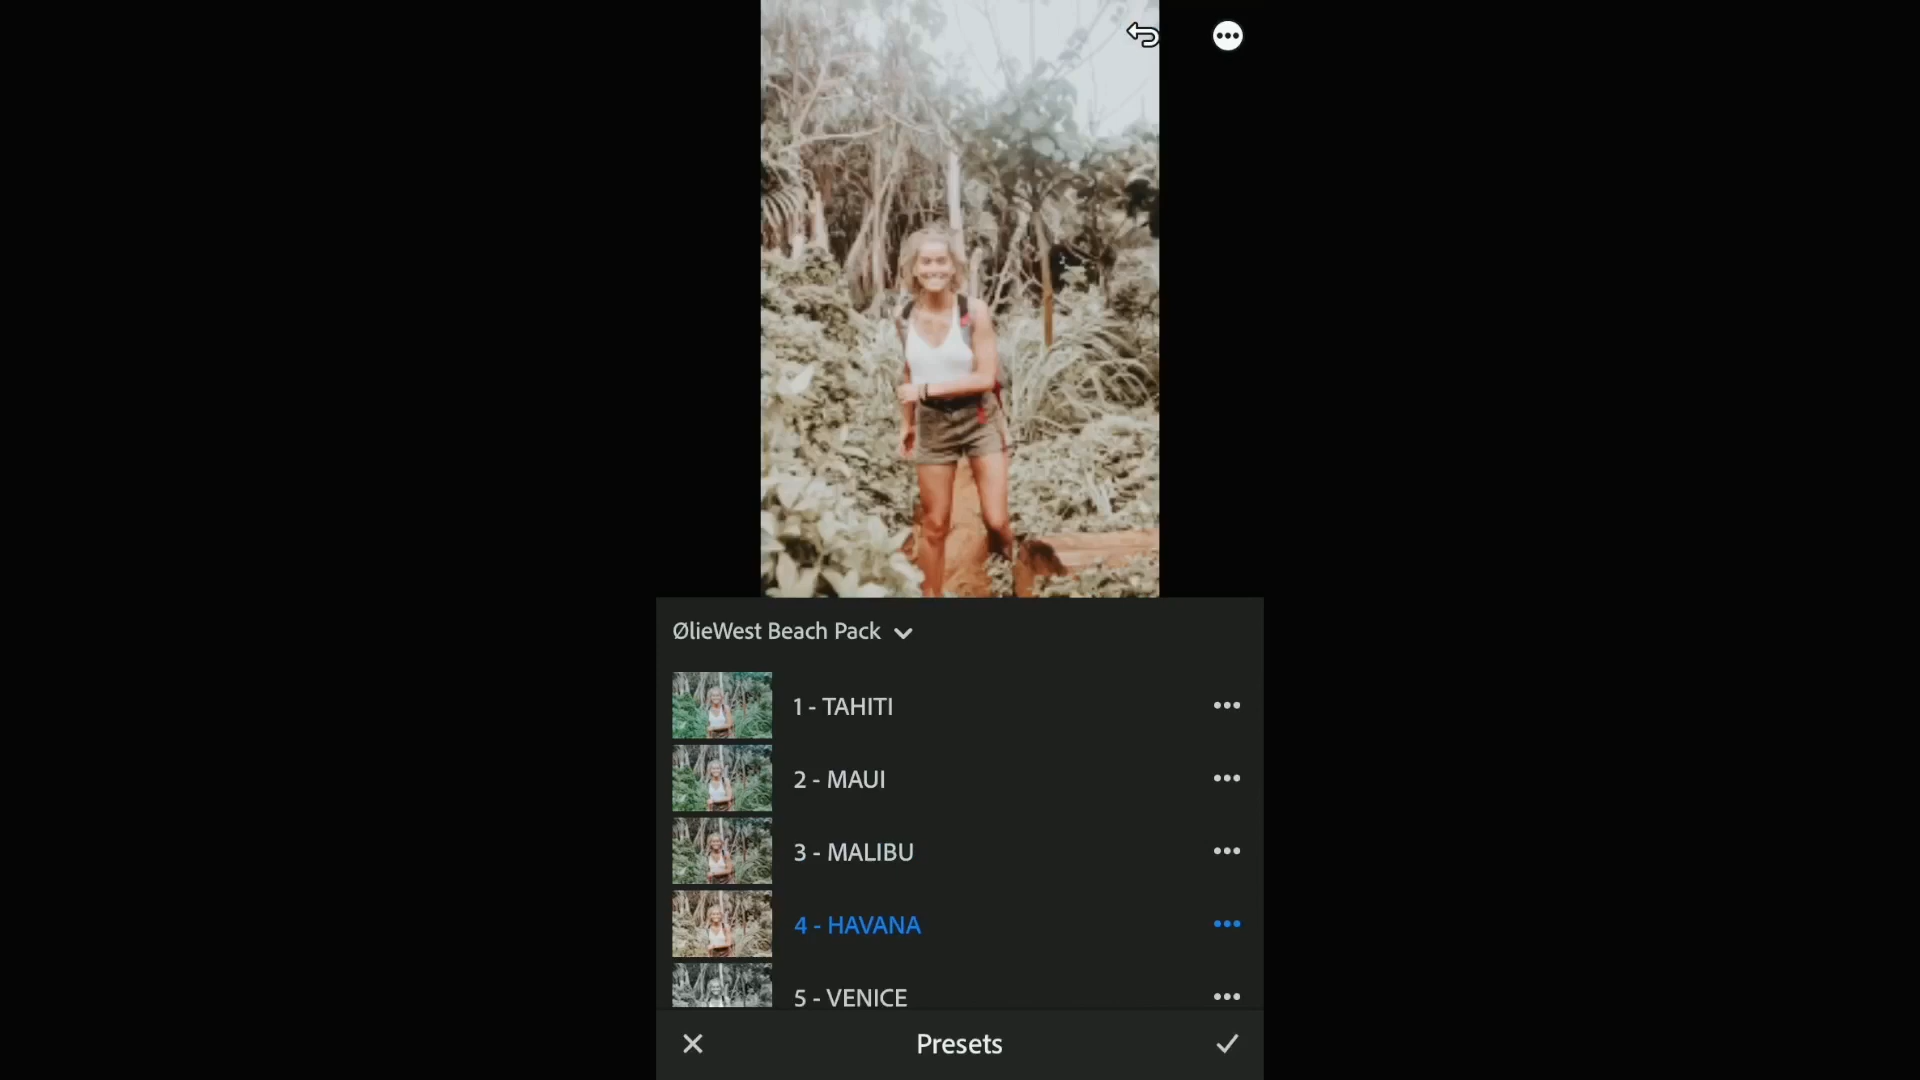 ØlieWest Beach Pack
1 - TAHITI
2 - MAUI
3 - MALIBU
4 - HAVANA
5 - VENICE
Presets